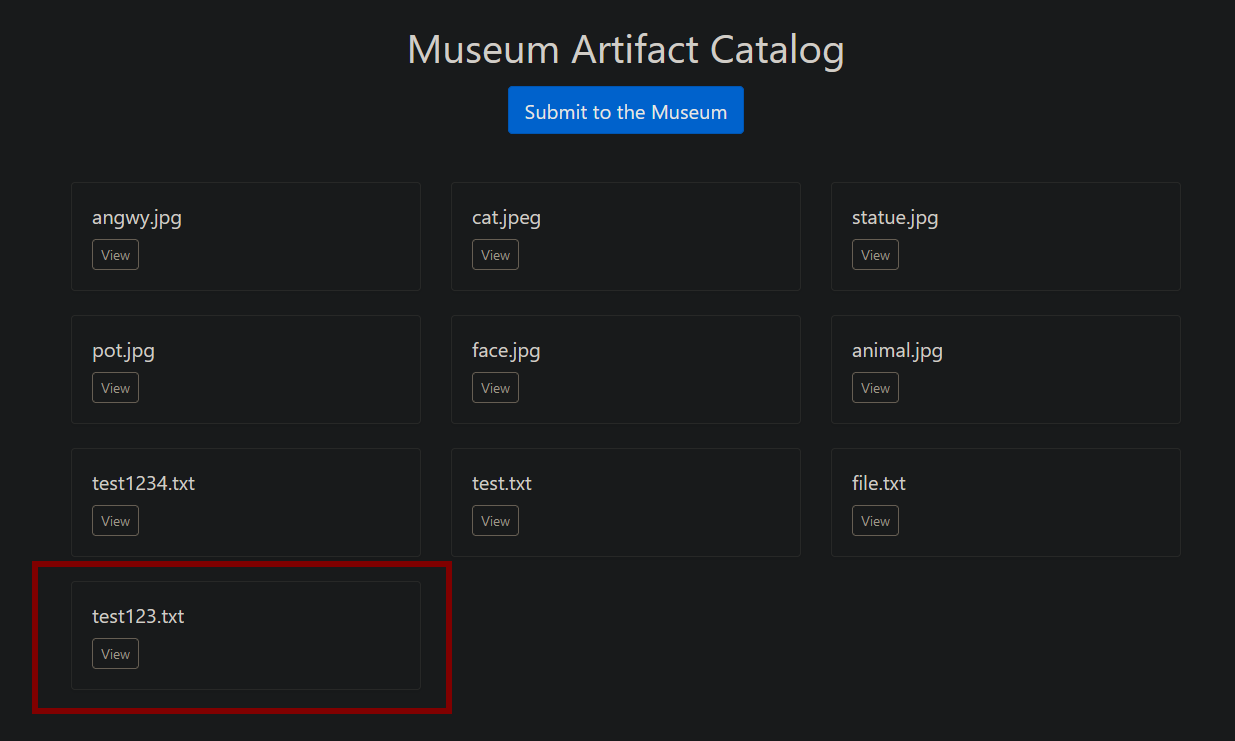 Museum Artifact Catalog
Submit to the Museum
angwy.jpg
View
cat.jpeg
View
statue.jpg
View
pot.jpg
View
face.jpg
View
animal.jpg
View
test1234.txt
View
test.txt
View
file.txt
View
test123.txt
View